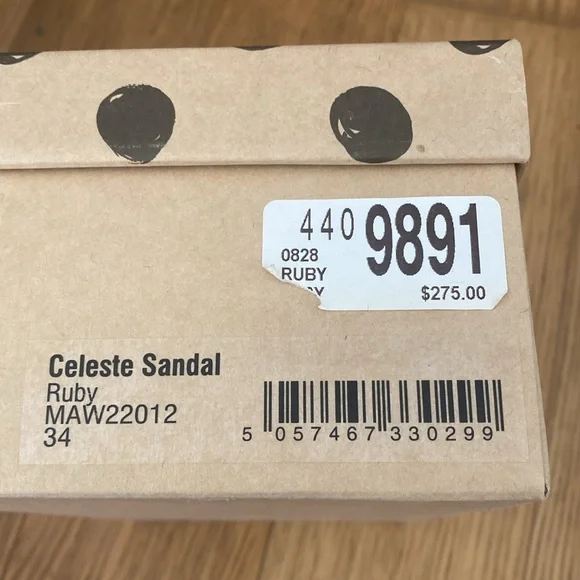 440 9891
0828
RUBY
$275.00
Celeste Sandal
Ruby
MAW22012
34
5 057467 330299